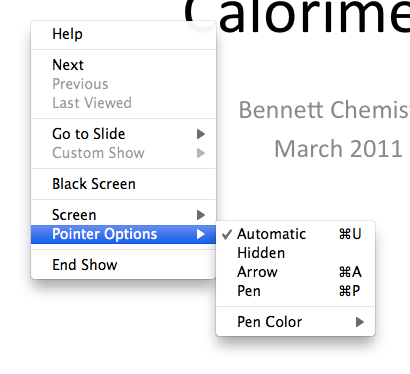 Calorime
Bennett Chemis
March 2011
Help
Next
Previous
Last Viewed
Go to Slide
Custom Show
Black Screen
Screen
Pointer Options
End Show
Automatic ⌘U
Hidden
Arrow ⌘A
Pen ⌘P
Pen Color